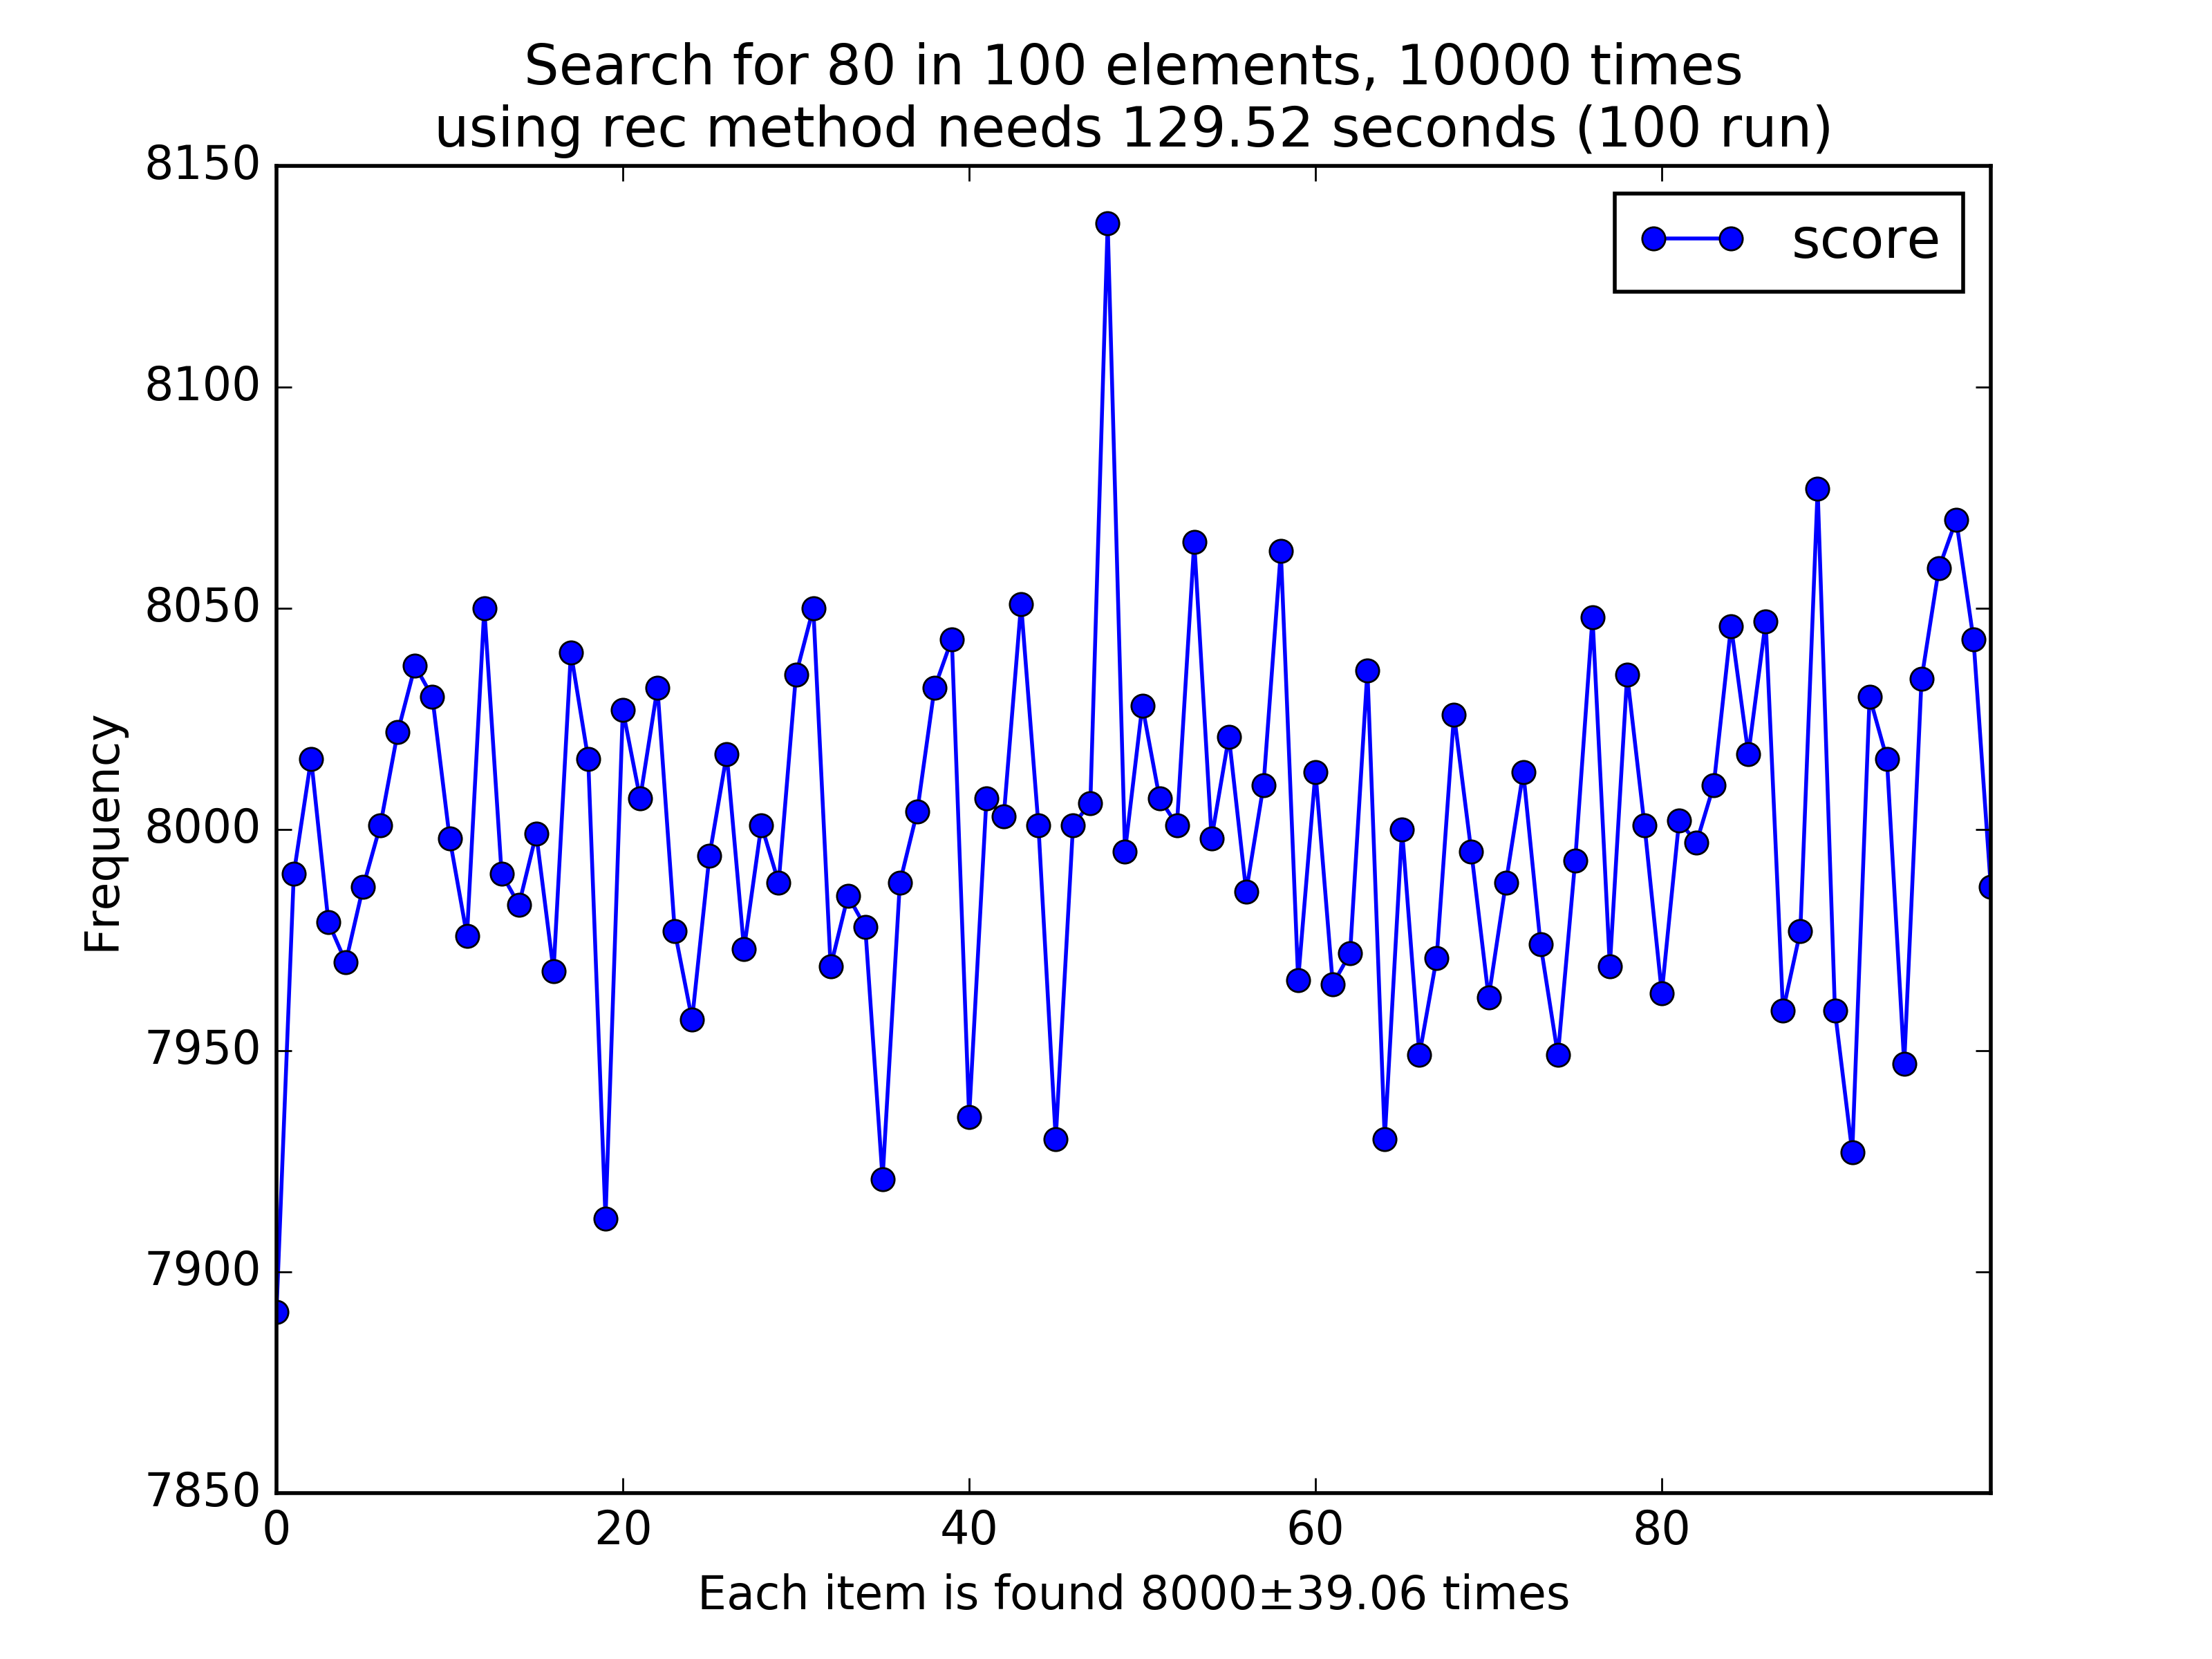 Search for 80 in 100 elements, 10000 times
using rec method needs 129.52 seconds (100 run)
score
8150
8100
8050
8000
7950
7900
7850
Frequency
0 20 40 60 80
Each item is found 8000±39.06 times